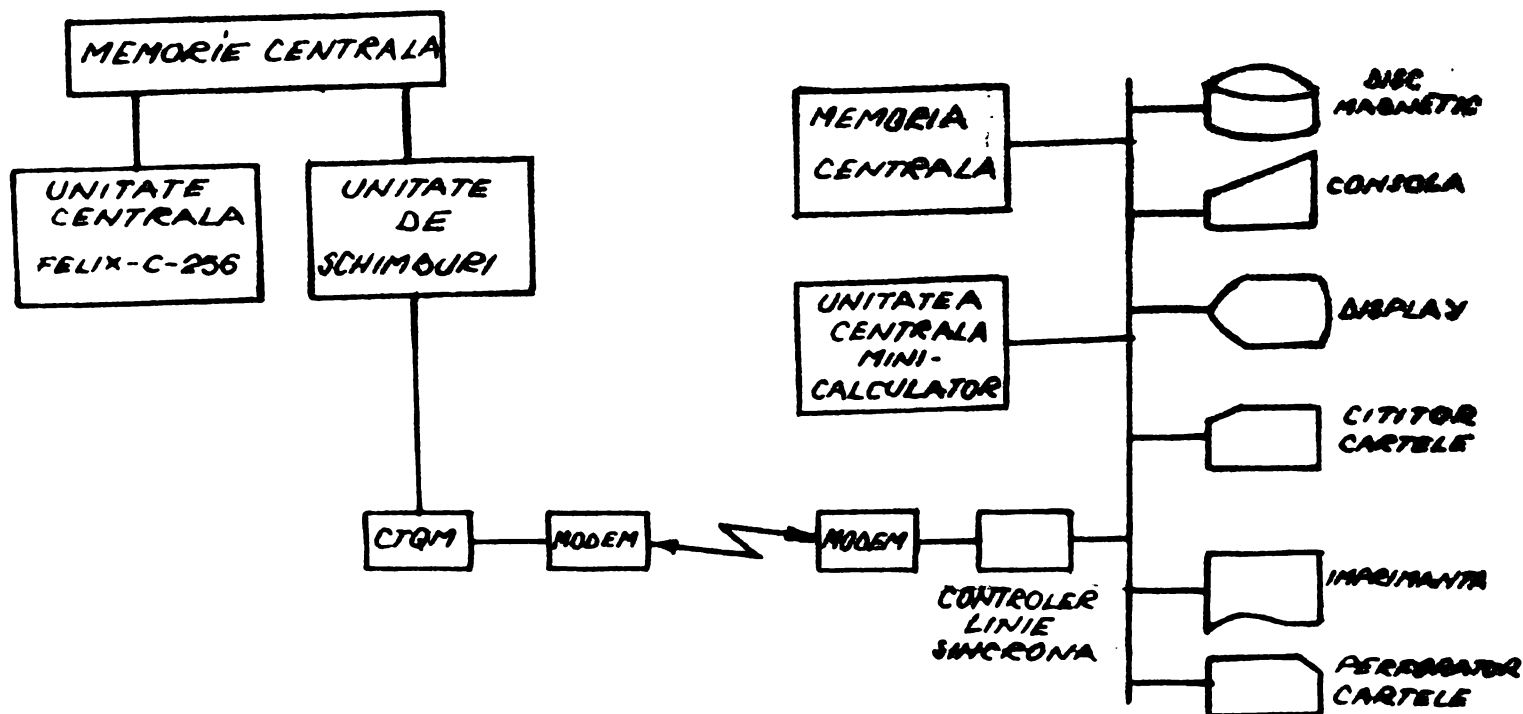 MEMORIE CENTRALA
UNITATE
CENTRALA
FELIX-C-256
UNITATE
DE
SCHIMBURI
CTQM
MODEM
MODEM
CONTROLER
LINIE
SINCRONA
MEMORIA
CENTRALA
UNITATEA
CENTRALA
MINI-
CALCULATOR
DISC
MAGNETIC
CONSOLA
DISPLAY
CITITOR
CARTELE
IMPRIMANTA
PERFORATOR
CARTELE